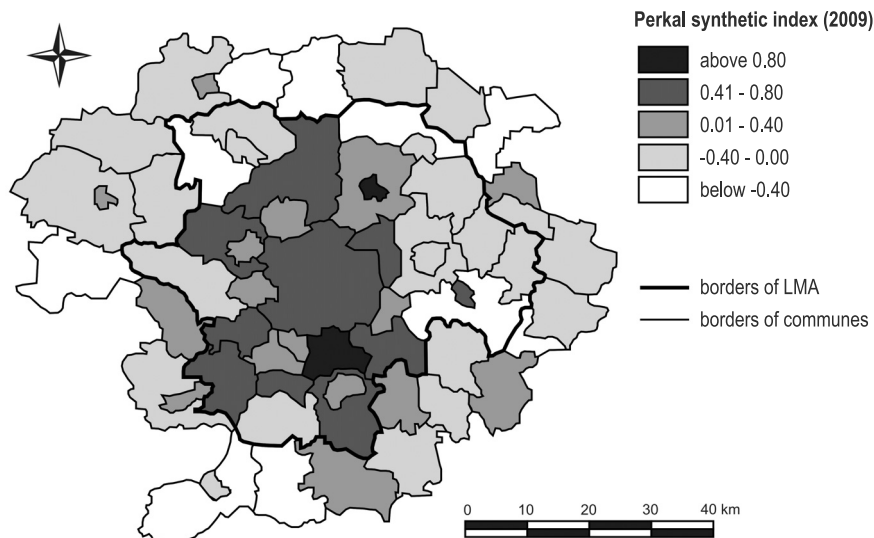 Perkal synthetic index (2009)
above 0.80
0.41 - 0.80
0.01 - 0.40
-0.40 - 0.00
below -0.40
borders of LMA
borders of communes
0 10 20 30 40 km